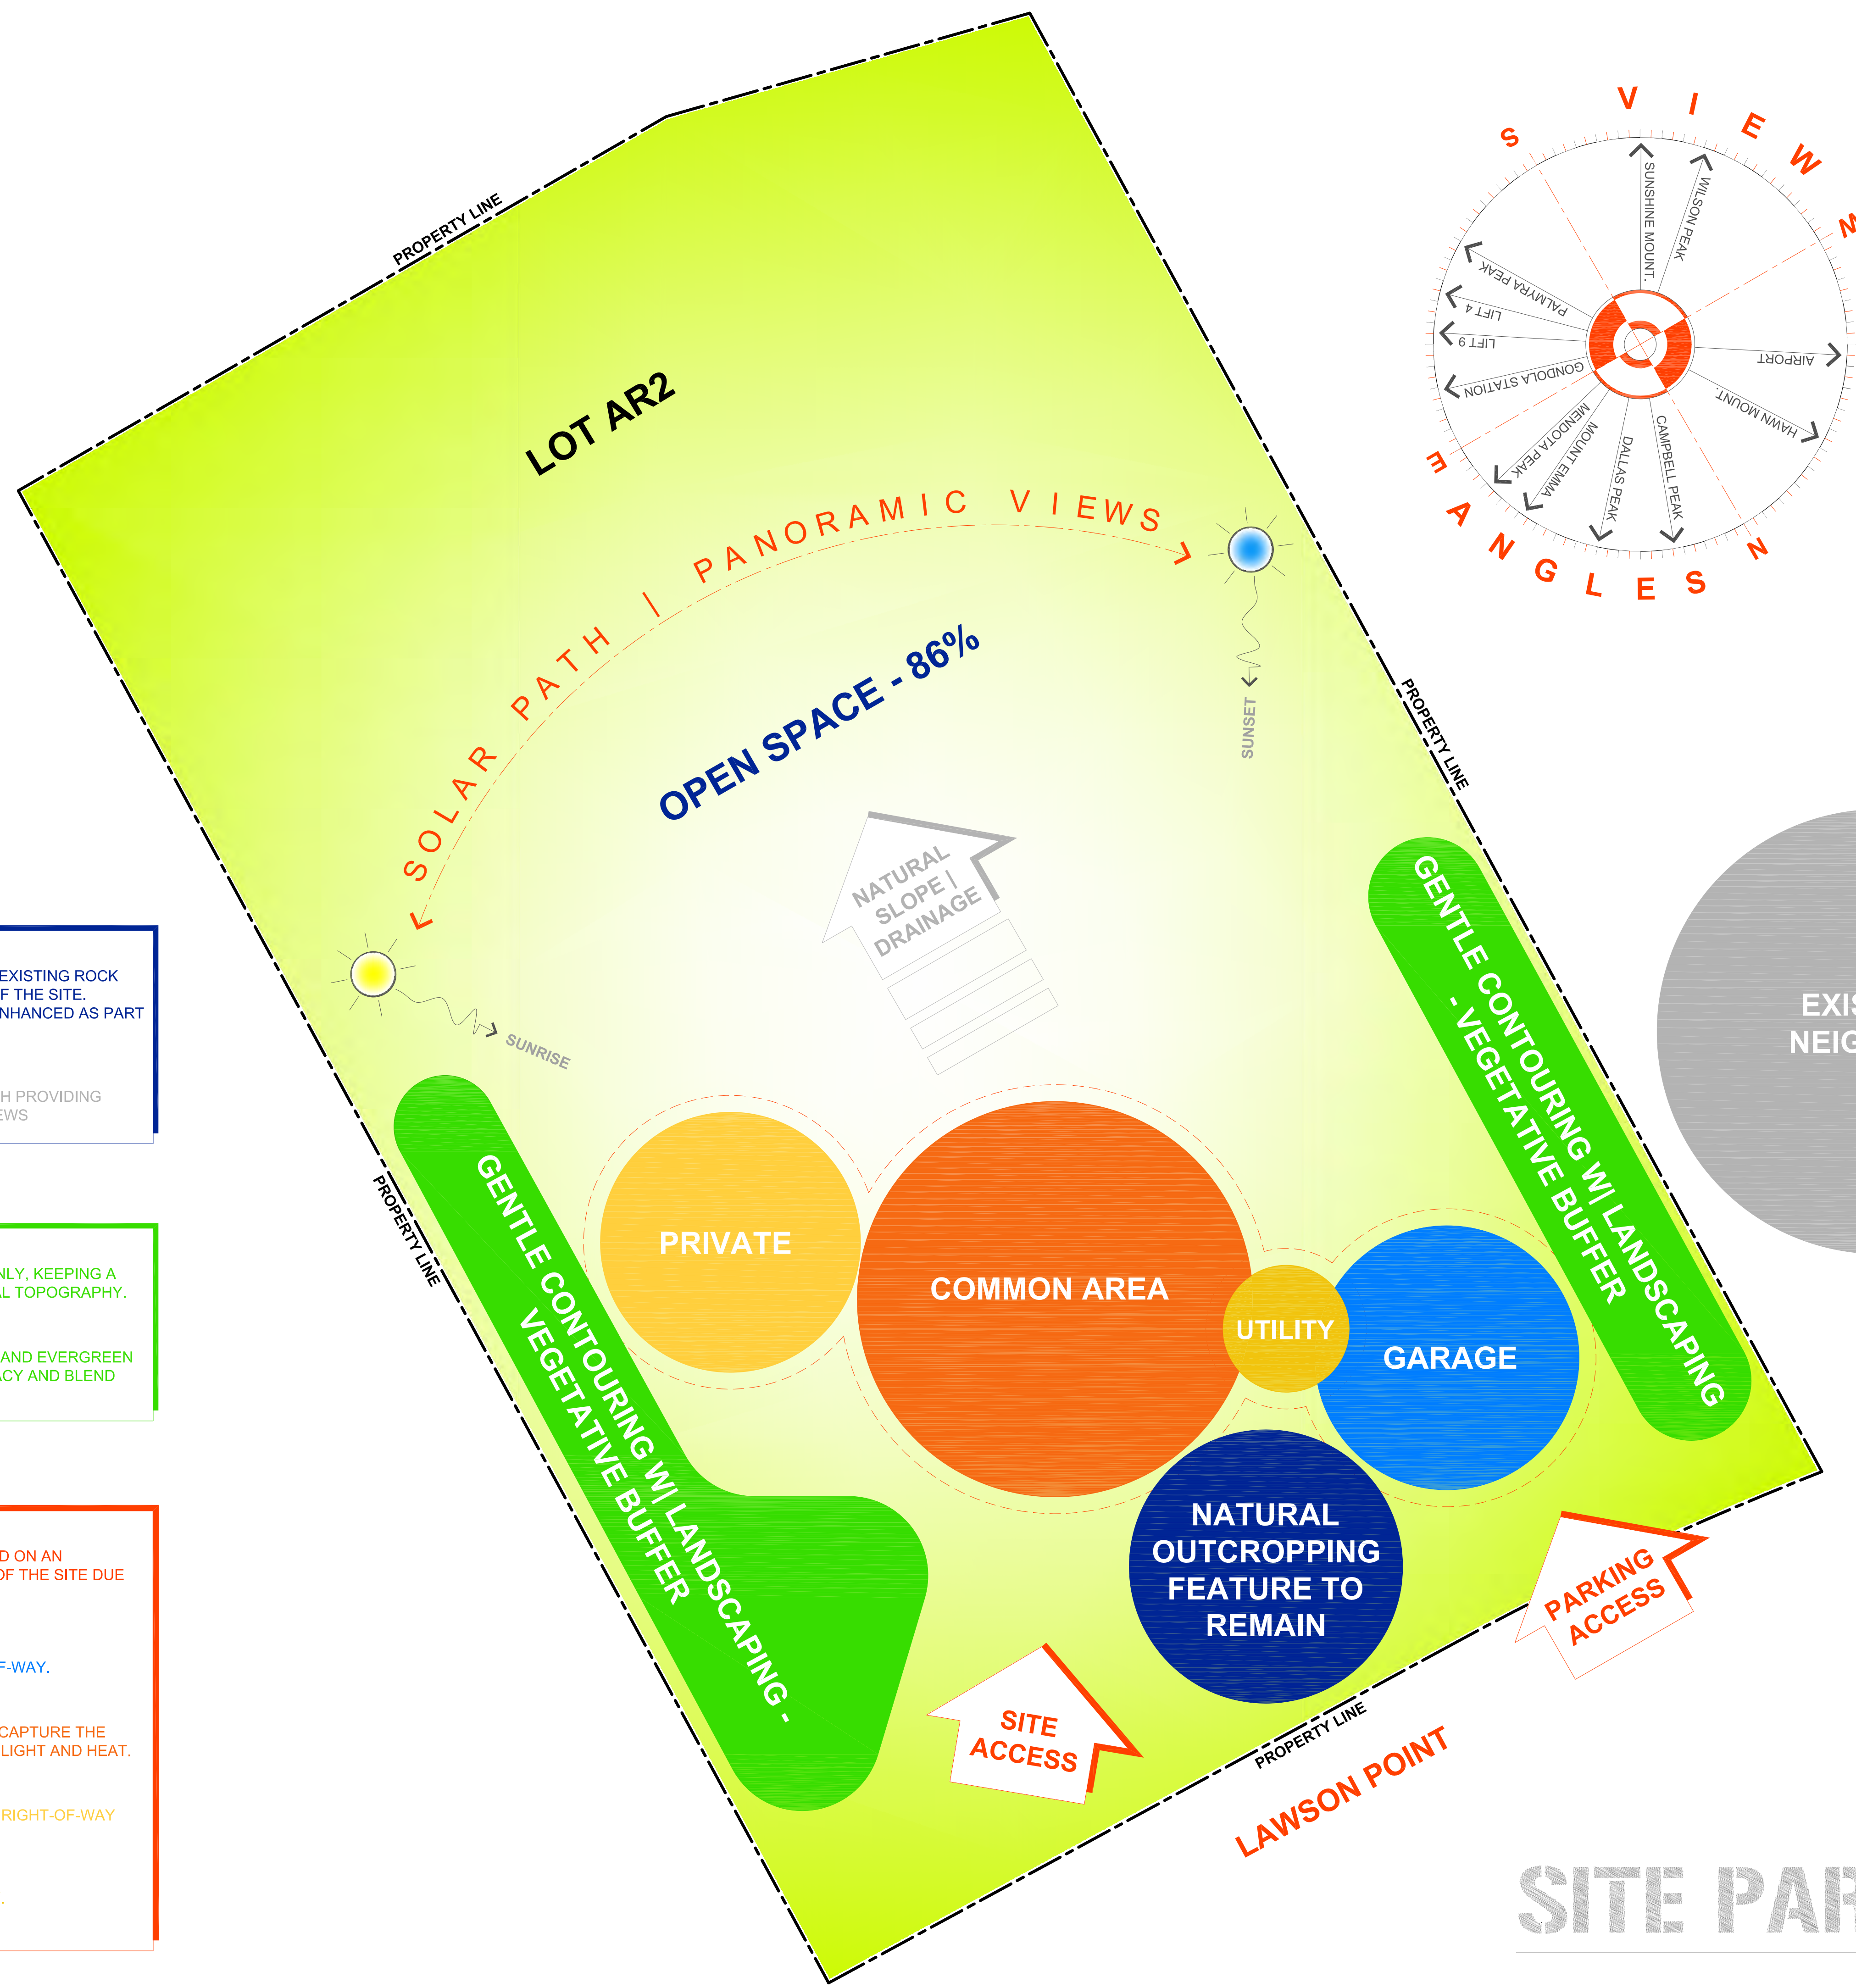 PROPERTY LINE
LOT AR2
SOLAR PATH | PANORAMIC VIEWS
OPEN SPACE - 86%
SUNSET
SUNRISE
NATURAL
SLOPE |
DRAINAGE
PROPERTY LINE
PROPERTY LINE
GENTLE CONTOURING W| LANDSCAPING
- VEGETATIVE BUFFER
GENTLE CONTOURING W| LANDSCAPING -
VEGETATIVE BUFFER
PRIVATE
COMMON AREA
UTILITY
GARAGE
NATURAL
OUTCROPPING
FEATURE TO
REMAIN
SITE
ACCESS
PARKING
ACCESS
PROPERTY LINE
LAWSON POINT
VIEW
ANGLES
S
W
N
E
SUNSHINE MOUNT.
WILSON PEAK
AIRPORT
HAWN MOUNT.
CAMPBELL PEAK
DALLAS PEAK
MOUNT EMMA
MENDOTA PEAK
GONDOLA STATION
LIFT 9
LIFT 4
PALMYRA PEAK
EXISTING ROCK
F THE SITE.
NHANCED AS PART
H PROVIDING
EWS
NLY, KEEPING A
AL TOPOGRAPHY.
AND EVERGREEN
ACY AND BLEND
D ON AN
OF THE SITE DUE
F-WAY.
CAPTURE THE
LIGHT AND HEAT.
RIGHT-OF-WAY
EXIS
NEIG
SITE PAR